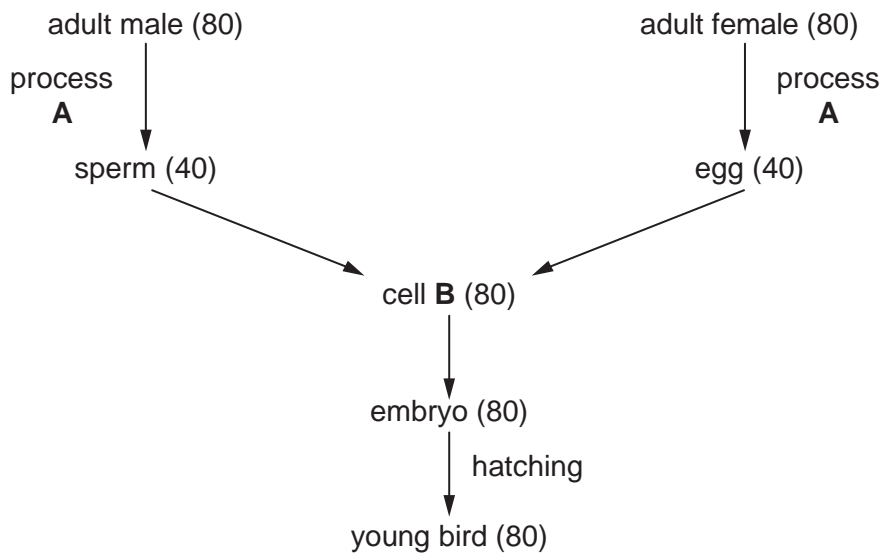 adult male (80)
adult female (80)
process
A
process
A
sperm (40)
egg (40)
cell B (80)
embryo (80)
hatching
young bird (80)